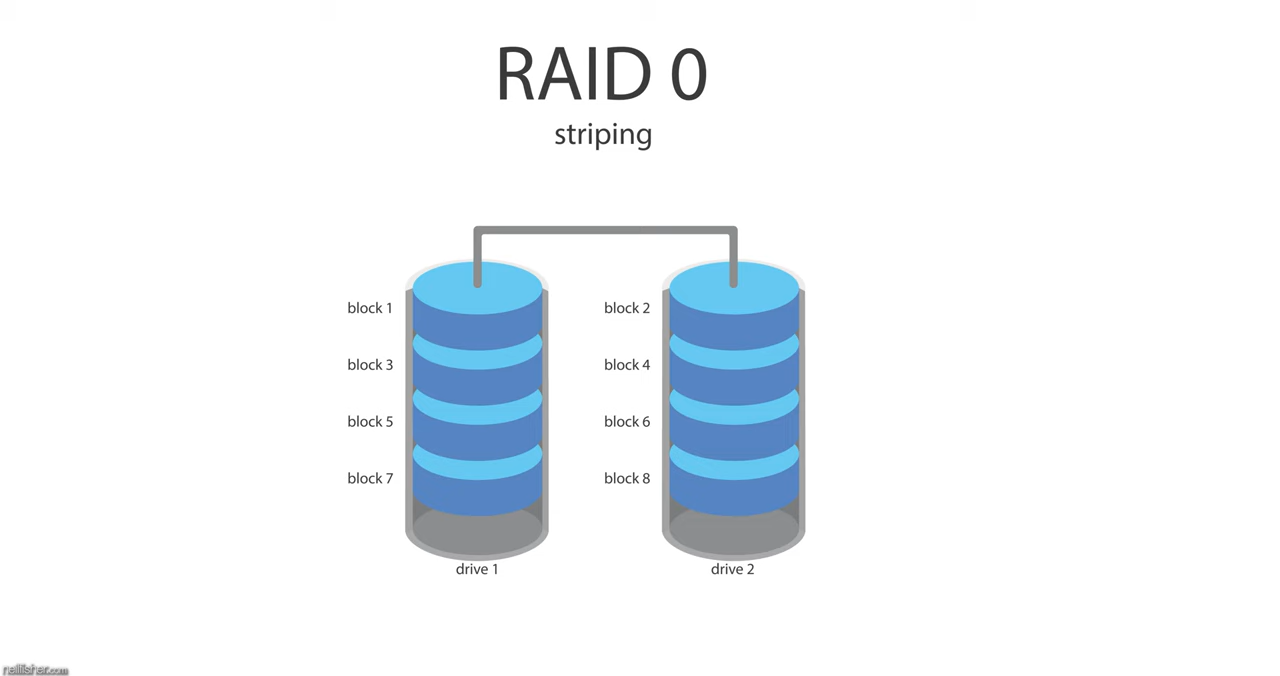 RAID 0
striping
block 1
block 3
block 5
block 7
drive 1
block 2
block 4
block 6
block 8
drive 2